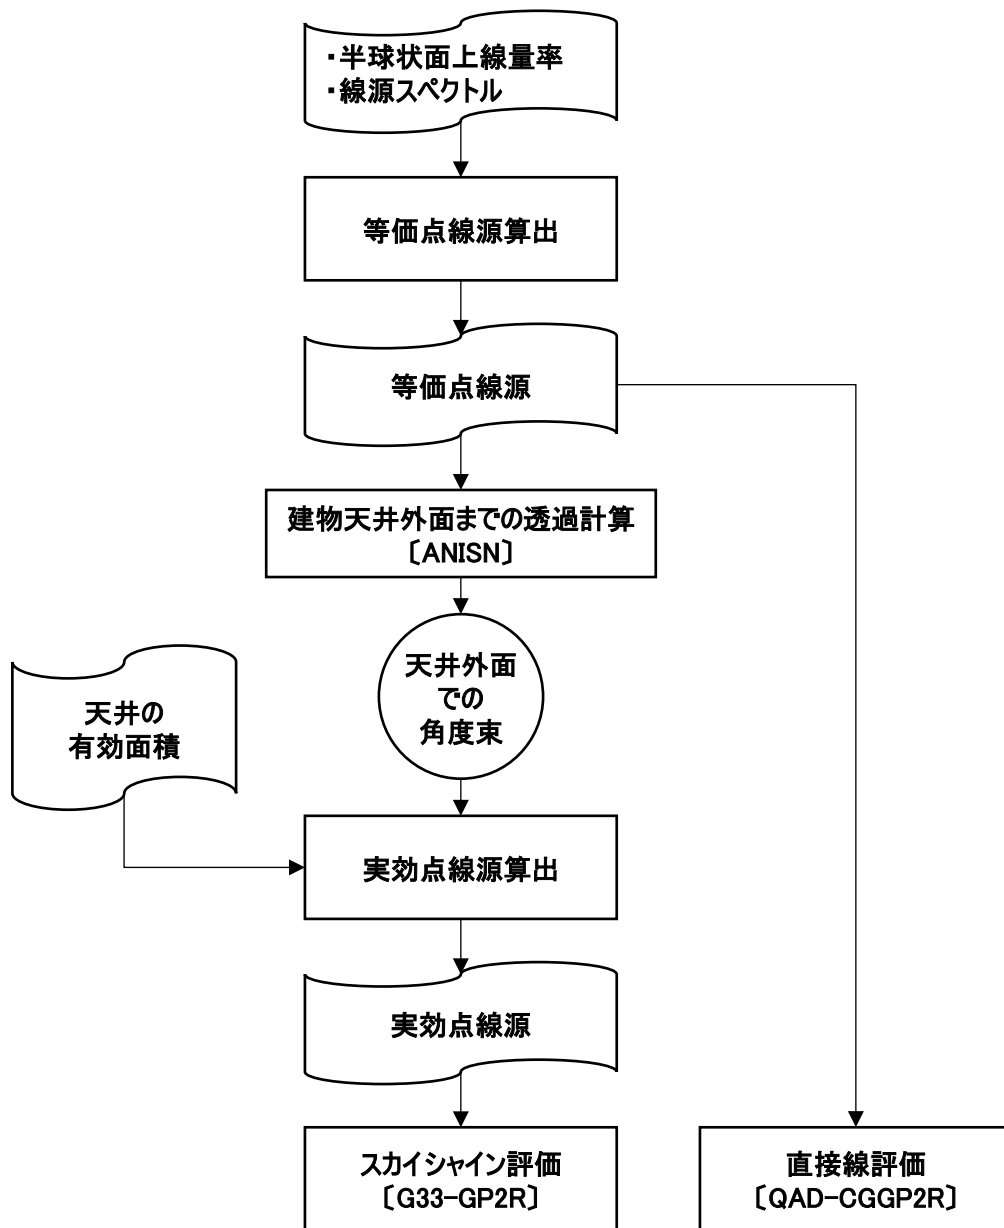 ・半球状面上線量率
・線源スペクトル
等価点線源算出
等価点線源
建物天井外面までの透過計算
〔ANISN〕
天井外面
での
角度束
天井の
有効面積
実効点線源算出
実効点線源
スカイシャイン評価
〔G33-GP2R〕
直接線評価
〔QAD-CGGP2R〕